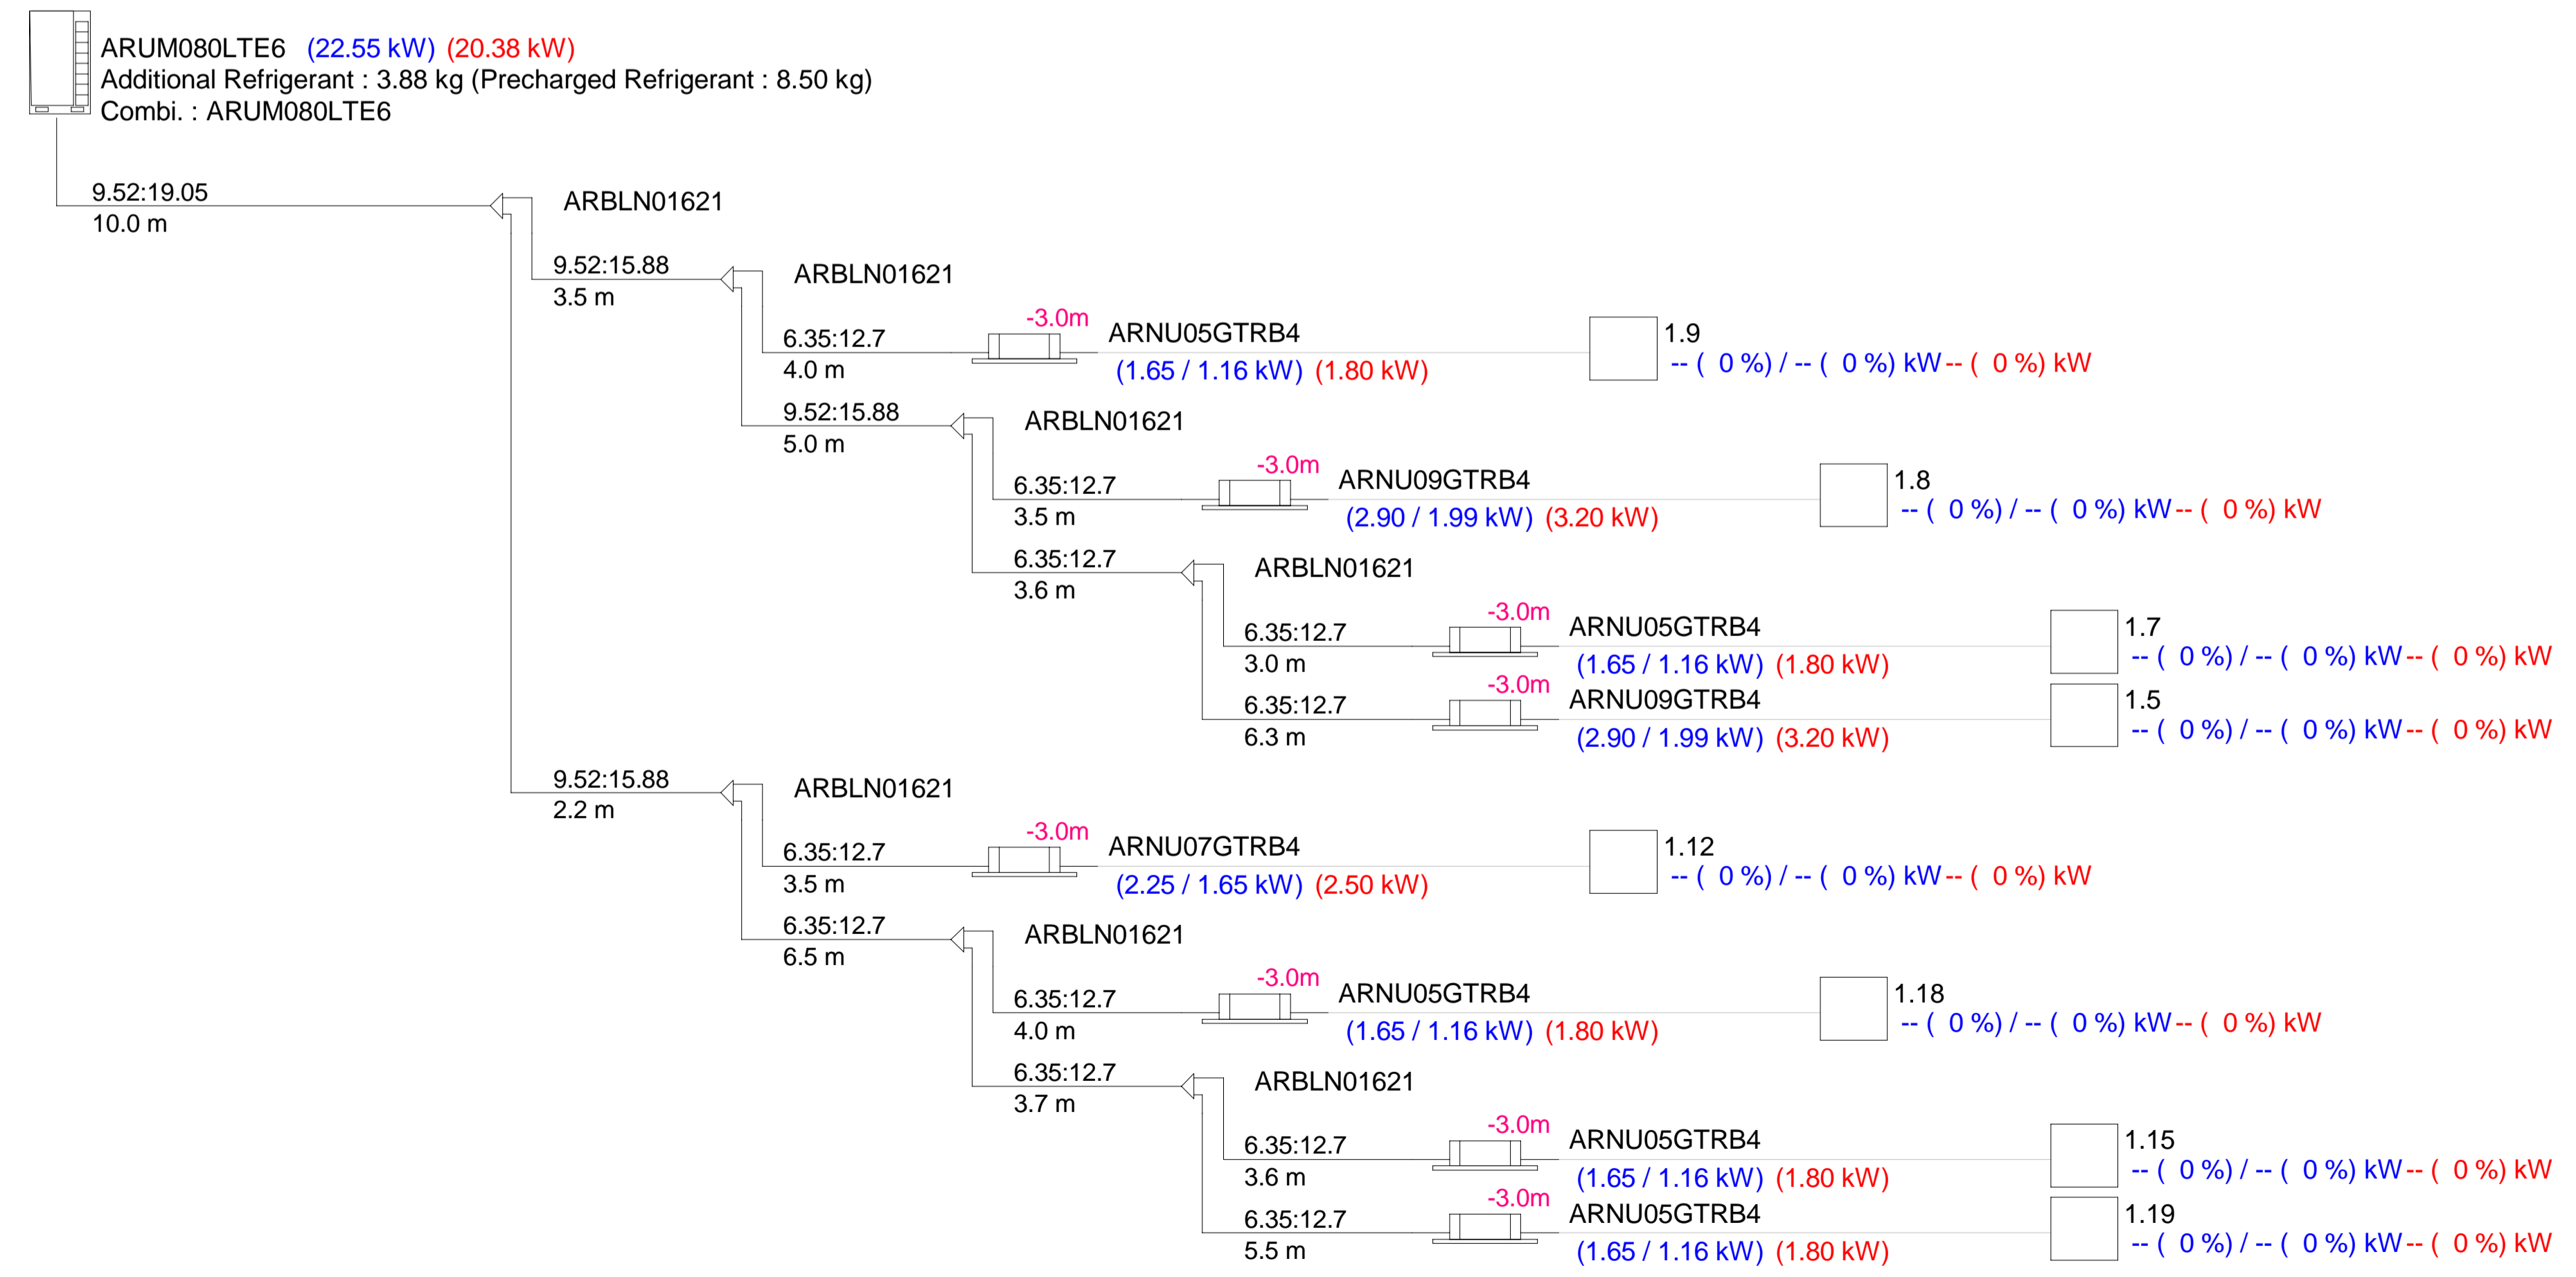 ARUM080LTE6 (22.55 kW) (20.38 kW)
Additional Refrigerant : 3.88 kg (Precharged Refrigerant : 8.50 kg)
Combi. : ARUM080LTE6
9.52:19.05
10.0 m
ARBLN01621
9.52:15.88
3.5 m
ARBLN01621
6.35:12.7
4.0 m
-3.0m
ARNU05GTRB4
(1.65 / 1.16 kW) (1.80 kW)
1.9
-- ( 0 %) / -- ( 0 %) kW -- ( 0 %) kW
9.52:15.88
5.0 m
ARBLN01621
6.35:12.7
3.5 m
-3.0m
ARNU09GTRB4
(2.90 / 1.99 kW) (3.20 kW)
1.8
-- ( 0 %) / -- ( 0 %) kW -- ( 0 %) kW
6.35:12.7
3.6 m
ARBLN01621
6.35:12.7
3.0 m
-3.0m
ARNU05GTRB4
(1.65 / 1.16 kW) (1.80 kW)
1.7
-- ( 0 %) / -- ( 0 %) kW -- ( 0 %) kW
6.35:12.7
6.3 m
-3.0m
ARNU09GTRB4
(2.90 / 1.99 kW) (3.20 kW)
1.5
-- ( 0 %) / -- ( 0 %) kW -- ( 0 %) kW
9.52:15.88
2.2 m
ARBLN01621
6.35:12.7
3.5 m
-3.0m
ARNU07GTRB4
(2.25 / 1.65 kW) (2.50 kW)
1.12
-- ( 0 %) / -- ( 0 %) kW -- ( 0 %) kW
6.35:12.7
6.5 m
ARBLN01621
6.35:12.7
4.0 m
-3.0m
ARNU05GTRB4
(1.65 / 1.16 kW) (1.80 kW)
1.18
-- ( 0 %) / -- ( 0 %) kW -- ( 0 %) kW
6.35:12.7
3.7 m
ARBLN01621
6.35:12.7
3.6 m
-3.0m
ARNU05GTRB4
(1.65 / 1.16 kW) (1.80 kW)
1.15
-- ( 0 %) / -- ( 0 %) kW -- ( 0 %) kW
6.35:12.7
5.5 m
-3.0m
ARNU05GTRB4
(1.65 / 1.16 kW) (1.80 kW)
1.19
-- ( 0 %) / -- ( 0 %) kW -- ( 0 %) kW